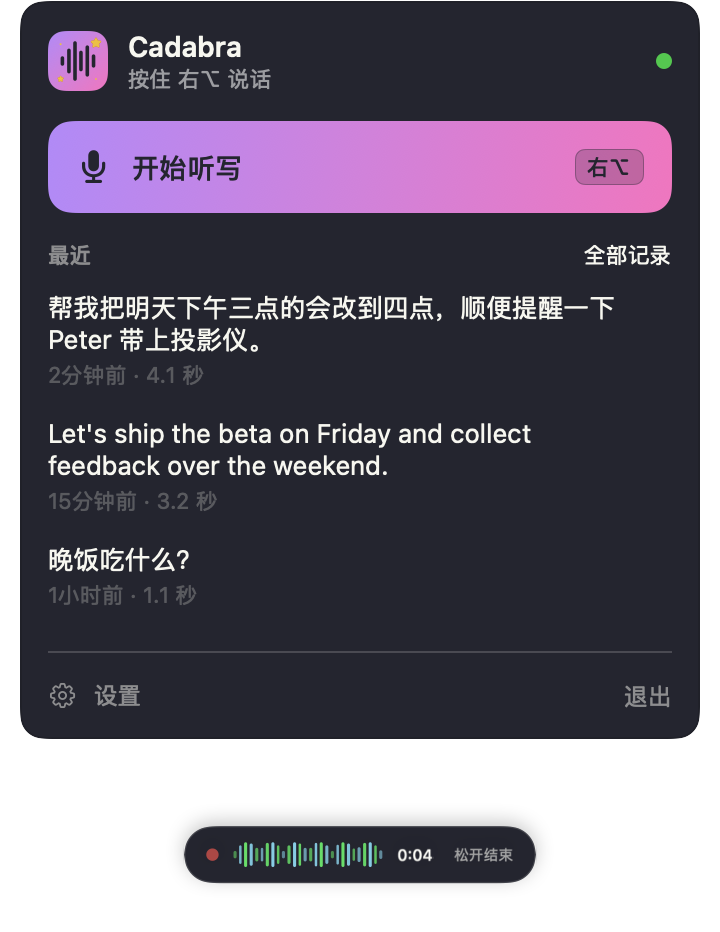 Cadabra
按住 右⌥ 说话
开始听写
右⌥
最近
全部记录
帮我把明天下午三点的会改到四点，顺便提醒一下
Peter 带上投影仪。
2分钟前 · 4.1 秒
Let's ship the beta on Friday and collect
feedback over the weekend.
15分钟前 · 3.2 秒
晚饭吃什么？
1小时前 · 1.1 秒
设置
退出
0:04
松开结束